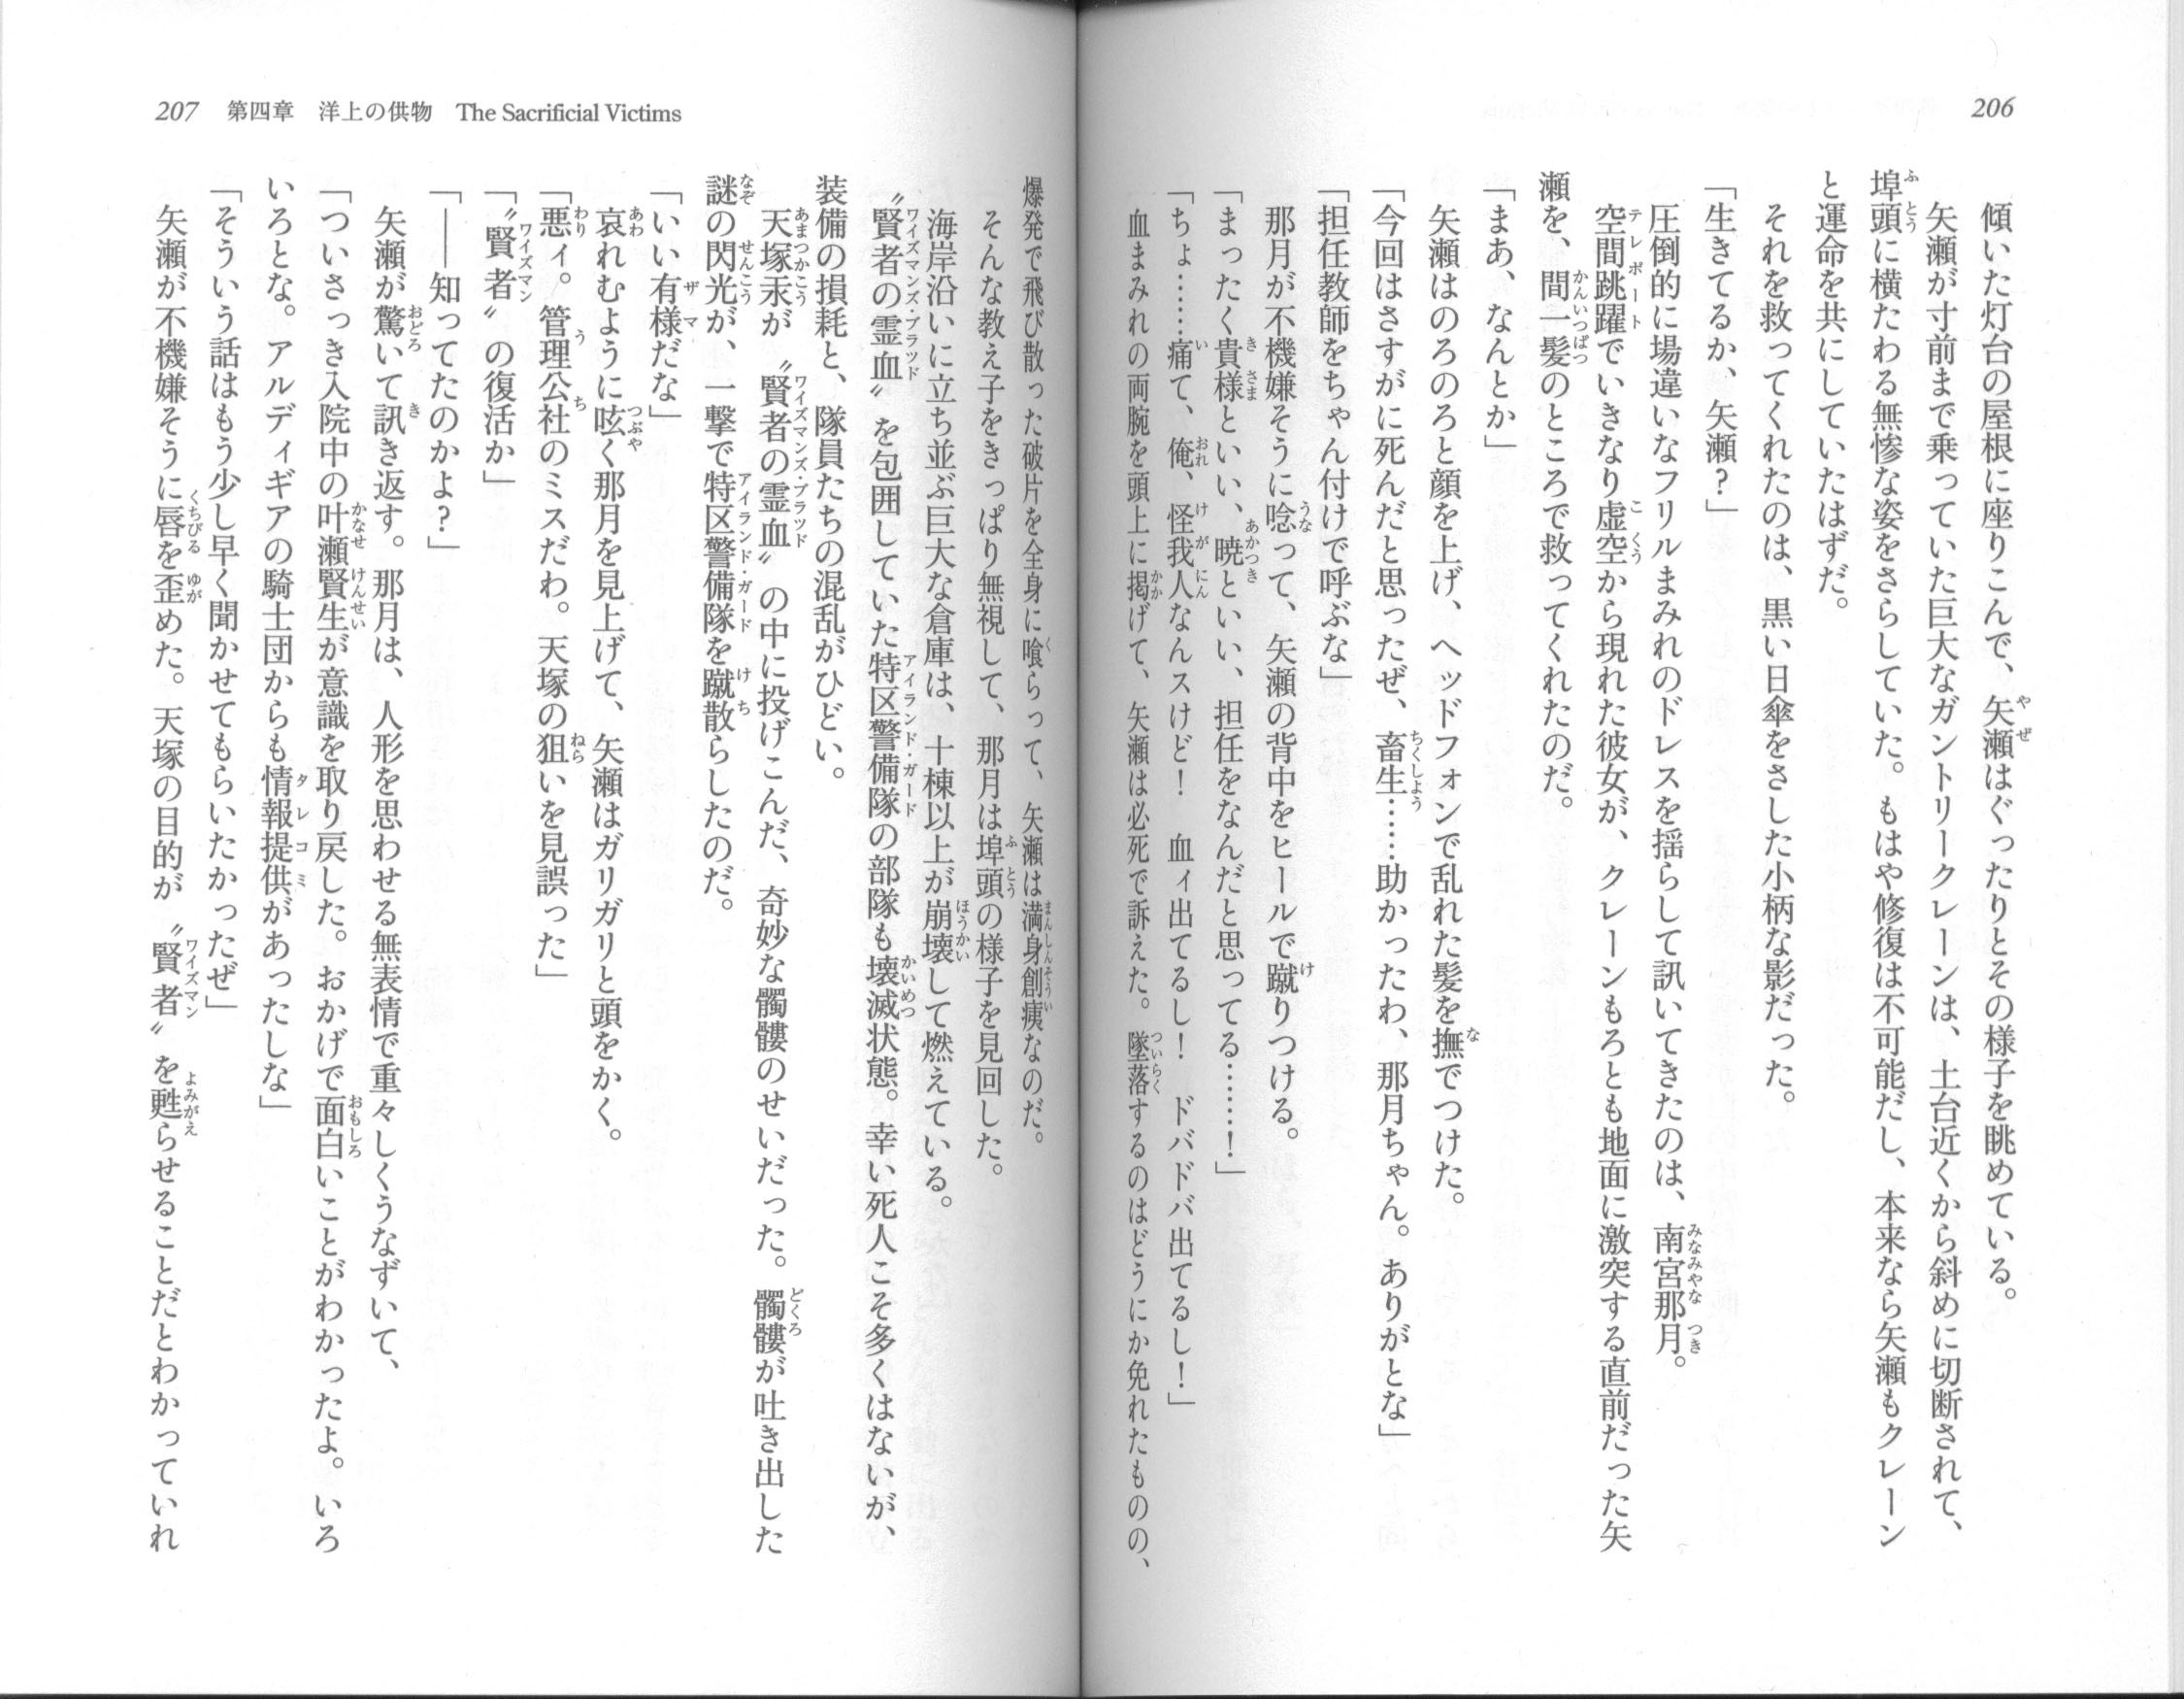 206
傾いた灯台の屋根に座りこんで、矢瀬はぐったりとその様子を眺めている。
矢瀬が寸前まで乗っていた巨大なガントリークレーンは、土台近くから斜めに切断されて、
埠頭に横たわる無惨な姿をさらしていた。もはや修復は不可能だし、本来なら矢瀬もクレーン
と運命を共にしていたはずだ。
それを救ってくれたのは、黒い日傘をさした小柄な影だった。
「生きてるか、矢瀬？」
圧倒的に場違いなフリルまみれのドレスを揺らして訊いてきたのは、南宮那月。
空間跳躍でいきなり虚空から現れた彼女が、クレーンもろとも地面に激突する直前だった矢
瀬を、間一髪のところで救ってくれたのだ。
「まあ、なんとか」
矢瀬はのろのろと顔を上げ、ヘッドフォンで乱れた髪を撫でつけた。
「今回はさすがに死んだと思ったぜ、畜生……助かったわ、那月ちゃん。ありがとな」
「担任教師をちゃん付けで呼ぶな」
那月が不機嫌そうに唸って、矢瀬の背中をヒールで蹴りつける。
「まったく貴様といい、暁といい、担任をなんだと思ってる……！」
「ちょ……痛て、俺、怪我人なんスけど！　血ィ出てるし！　ドバドバ出てるし！」
血まみれの両腕を頭上に掲げて、矢瀬は必死で訴えた。墜落するのはどうにか免れたものの、
207 第四章 洋上の供物 The Sacrificial Victims
爆発で飛び散った破片を全身に喰らって、矢瀬は満身創痍なのだ。
そんな教え子をきっぱり無視して、那月は埠頭の様子を見回した。
海岸沿いに立ち並ぶ巨大な倉庫は、十棟以上が崩壊して燃えている。
〝賢者の霊血〟を包囲していた特区警備隊の部隊も壊滅状態。幸い死人こそ多くはないが、
装備の損耗と、隊員たちの混乱がひどい。
天塚汞が〝賢者の霊血〟の中に投げこんだ、奇妙な髑髏のせいだった。髑髏が吐き出した
謎の閃光が、一撃で特区警備隊を蹴散らしたのだ。
「いい有様だな」
哀れむように呟く那月を見上げて、矢瀬はガリガリと頭をかく。
「悪ィ。管理公社のミスだわ。天塚の狙いを見誤った」
「〝賢者〟の復活か」
「――知ってたのかよ？」
矢瀬が驚いて訊き返す。那月は、人形を思わせる無表情で重々しくうなずいて、
「ついさっき入院中の叶瀬賢生が意識を取り戻した。おかげで面白いことがわかったよ。いろ
いろとな。アルディギアの騎士団からも情報提供があったしな」
「そういう話はもう少し早く聞かせてもらいたかったぜ」
矢瀬が不機嫌そうに唇を歪めた。天塚の目的が〝賢者〟を甦らせることだとわかっていれ